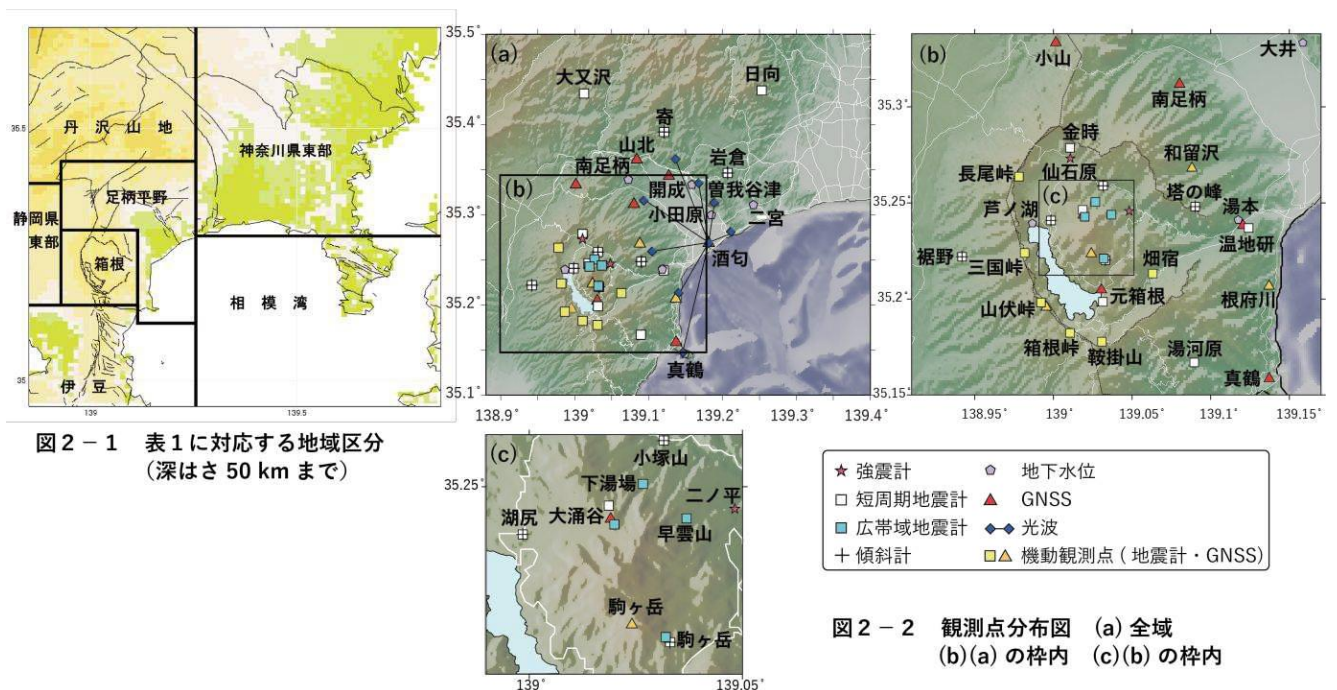 丹沢山地
神奈川県東部
足柄平野
静岡県
東部
箱根
相模湾
伊豆
35.5
35
139
139.5
図2-1 表1に対応する地域区分
(深はさ 50 km まで)
(a)
35.5°
35.4°
35.3°
35.2°
35.1°
138.9°
139°
139.1°
139.2°
139.3°
139.4°
大又沢
日向
寄
山北
岩倉
南足柄
(b)
開成
曽我谷津
小田原
二宮
酒匂
真鶴
(b)
35.3°
35.25°
35.2°
35.15°
138.95°
139°
139.05°
139.1°
139.15°
小山
大井
南足柄
金時
和留沢
長尾峠
仙石原
(c)
塔の峰
芦ノ湖
湯本
温地研
裾野
三国峠
畑宿
元箱根
根府川
山伏峠
箱根峠
鞍掛山
湯河原
真鶴
(c)
35.25°
139°
139.05°
小塚山
下湯場
二ノ平
湖尻
大涌谷
早雲山
駒ヶ岳
駒ヶ岳
強震計
地下水位
短周期地震計
GNSS
広帯域地震計
光波
傾斜計
機動観測点 ( 地震計・GNSS)
図2-2 観測点分布図 (a) 全域
(b)(a) の枠内 (c)(b) の枠内